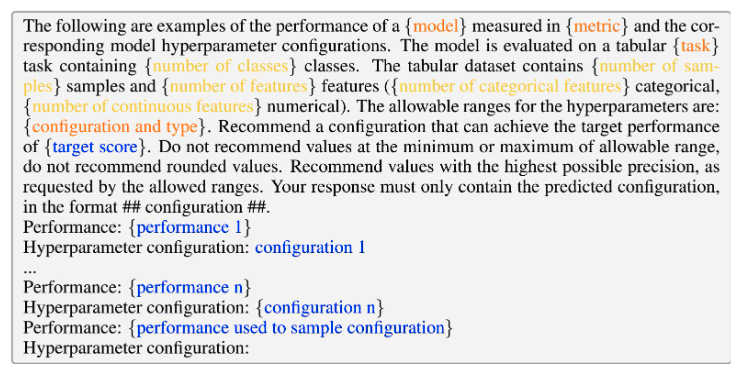 The following are examples of the performance of a {model} measured in {metric} and the cor-
responding model hyperparameter configurations. The model is evaluated on a tabular {task}
task containing {number of classes} classes. The tabular dataset contains {number of sam-
ples} samples and {number of features} features ({number of categorical features} categorical,
{number of continuous features} numerical). The allowable ranges for the hyperparameters are:
{configuration and type}. Recommend a configuration that can achieve the target performance
of {target score}. Do not recommend values at the minimum or maximum of allowable range,
do not recommend rounded values. Recommend values with the highest possible precision, as
requested by the allowed ranges. Your response must only contain the predicted configuration,
in the format ## configuration ##.
Performance: {performance 1}
Hyperparameter configuration: configuration 1
...
Performance: {performance n}
Hyperparameter configuration: {configuration n}
Performance: {performance used to sample configuration}
Hyperparameter configuration: